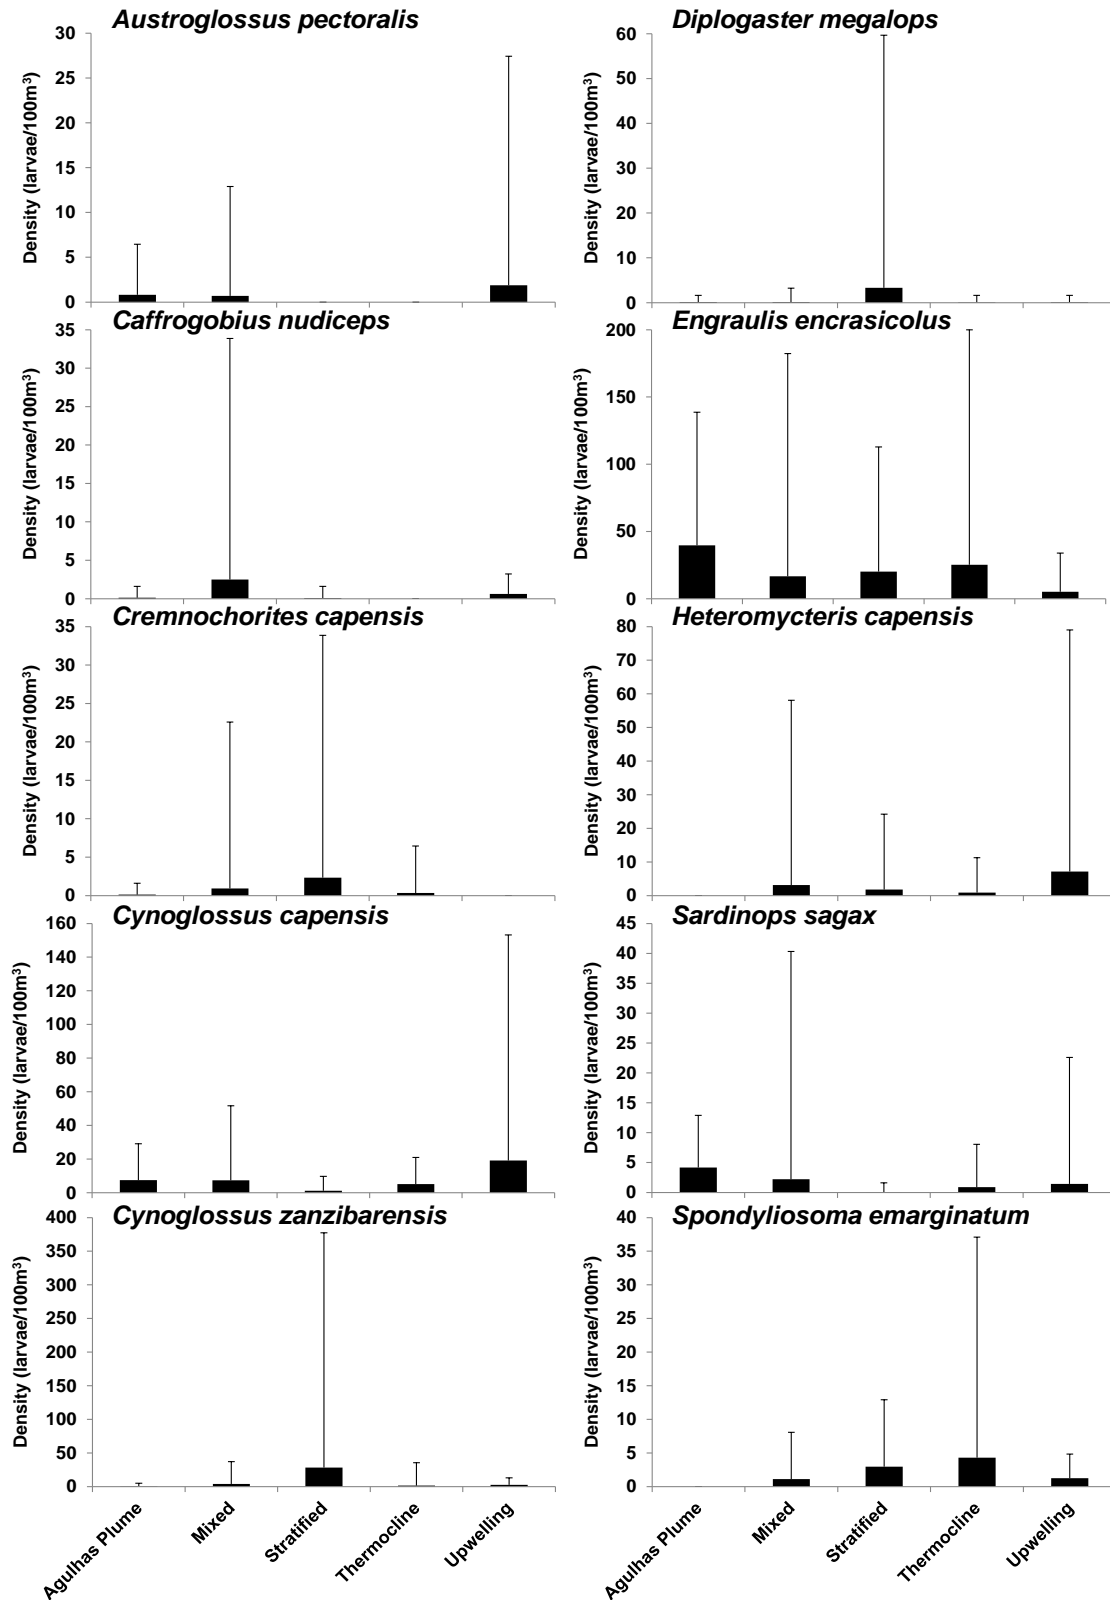 Austroglossus pectoralis
Density (larvae/100m³)
30
25
20
15
10
5
0
Diplogaster megalops
Density (larvae/100m³)
60
50
40
30
20
10
0
Caffrogobius nudiceps
Density (larvae/100m³)
35
30
25
20
15
10
5
0
Engraulis encrasicolus
Density (larvae/100m³)
200
150
100
50
0
Cremnochorites capensis
Density (larvae/100m³)
35
30
25
20
15
10
5
0
Heteromycteris capensis
Density (larvae/100m³)
80
70
60
50
40
30
20
10
0
Cynoglossus capensis
Density (larvae/100m³)
160
140
120
100
80
60
40
20
0
Sardinops sagax
Density (larvae/100m³)
45
40
35
30
25
20
15
10
5
0
Cynoglossus zanzibarensis
Density (larvae/100m³)
400
350
300
250
200
150
100
50
0
Agulhas Plume
Mixed
Stratified
Thermocline
Upwelling
Spondyliosoma emarginatum
Density (larvae/100m³)
40
35
30
25
20
15
10
5
0
Agulhas Plume
Mixed
Stratified
Thermocline
Upwelling